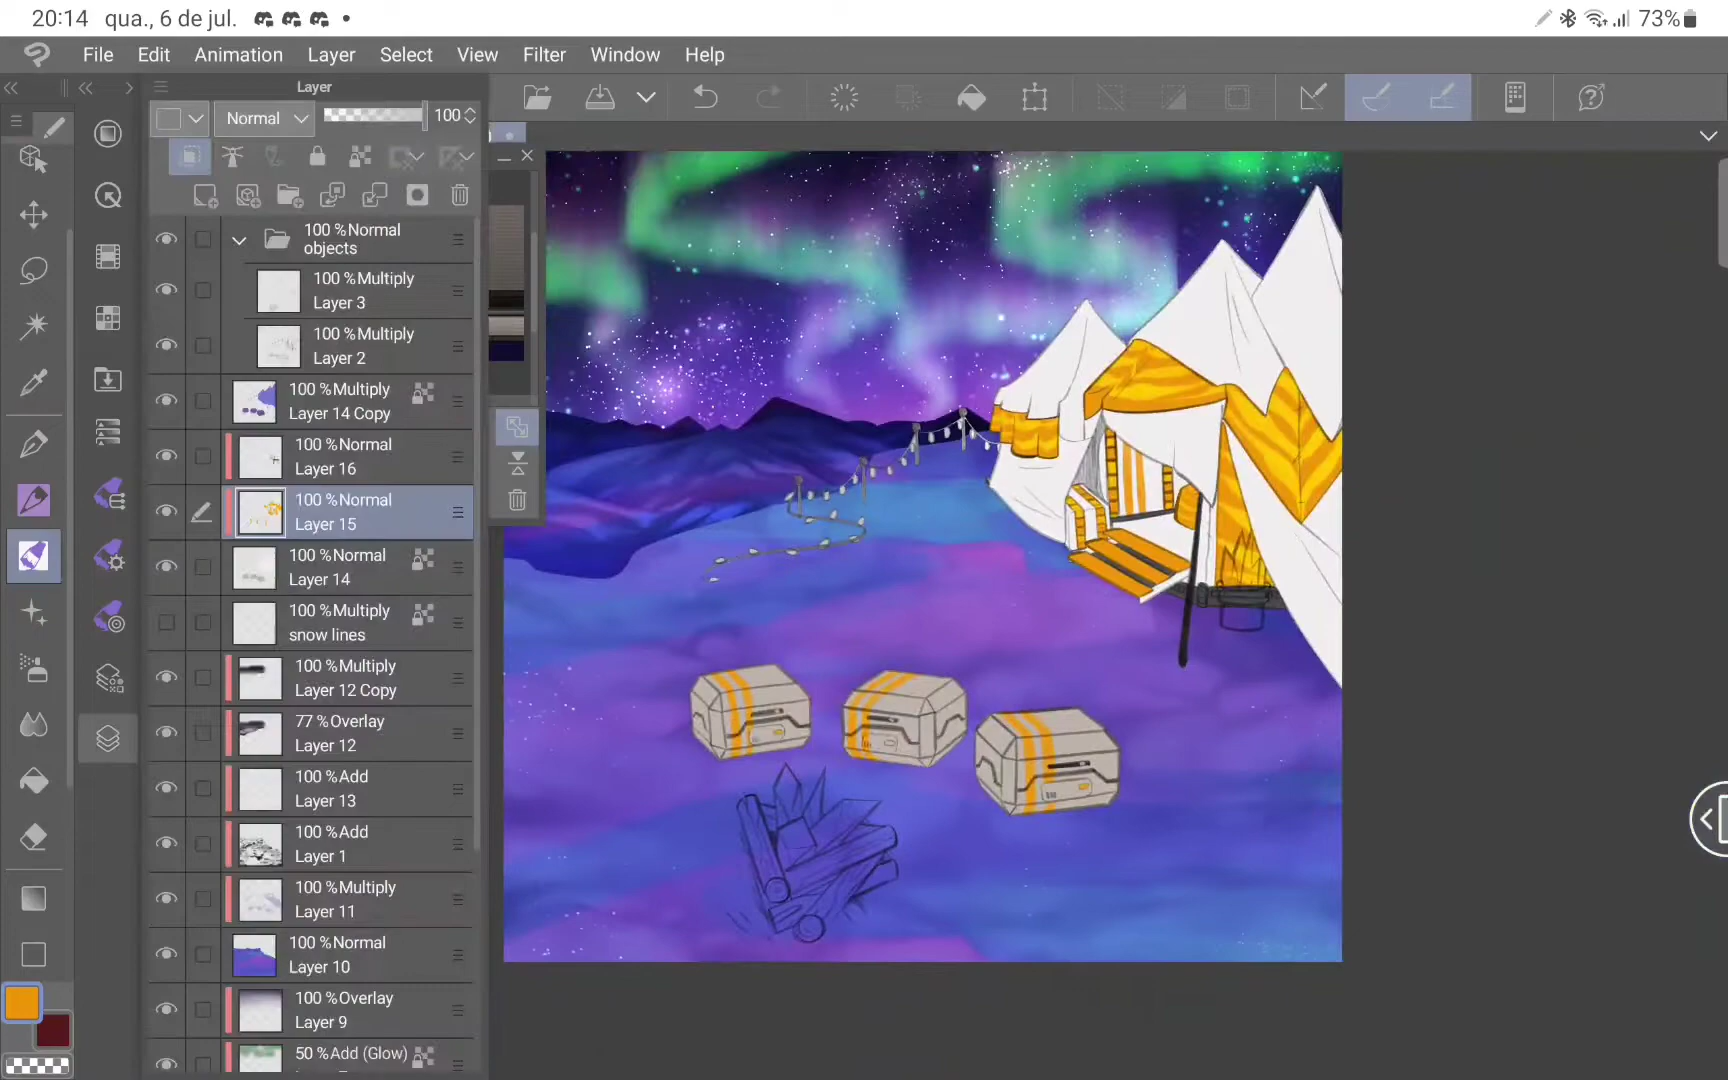 20:14 qua., 6 de jul. 73%
File Edit Animation Layer Select View Filter Window Help
Layer
Normal 100
100 %Normal
objects
100 %Multiply
Layer 3
100 %Multiply
Layer 2
100 %Multiply
Layer 14 Copy
100 %Normal
Layer 16
100 %Normal
Layer 15
100 %Normal
Layer 14
100 %Multiply
snow lines
100 %Multiply
Layer 12 Copy
77 %Overlay
Layer 12
100 %Add
Layer 13
100 %Add
Layer 1
100 %Multiply
Layer 11
100 %Normal
Layer 10
100 %Overlay
Layer 9
50 %Add (Glow)